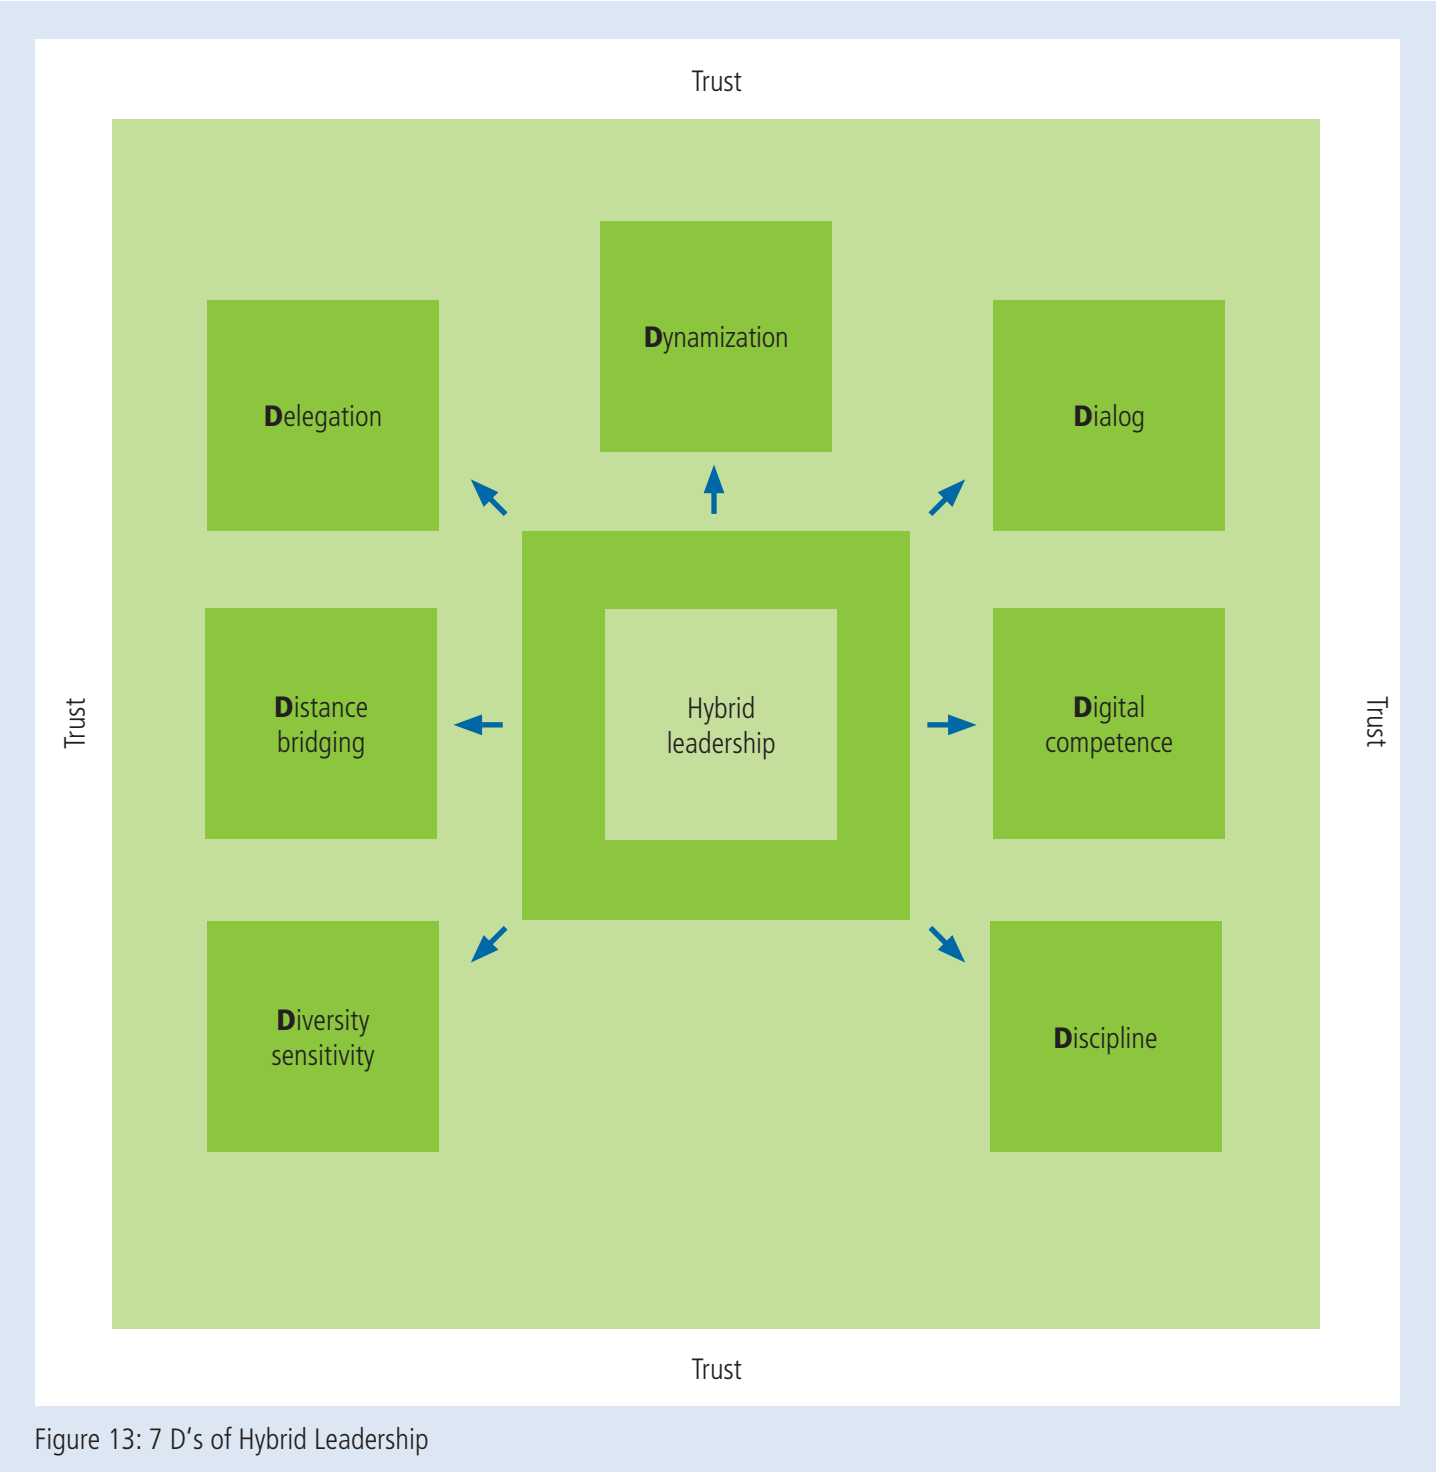 Trust
Dynamization
Delegation
Dialog
Trust
Distance
bridging
Hybrid
leadership
Digital
competence
Trust
Diversity
sensitivity
Discipline
Trust
Figure 13: 7 D‘s of Hybrid Leadership